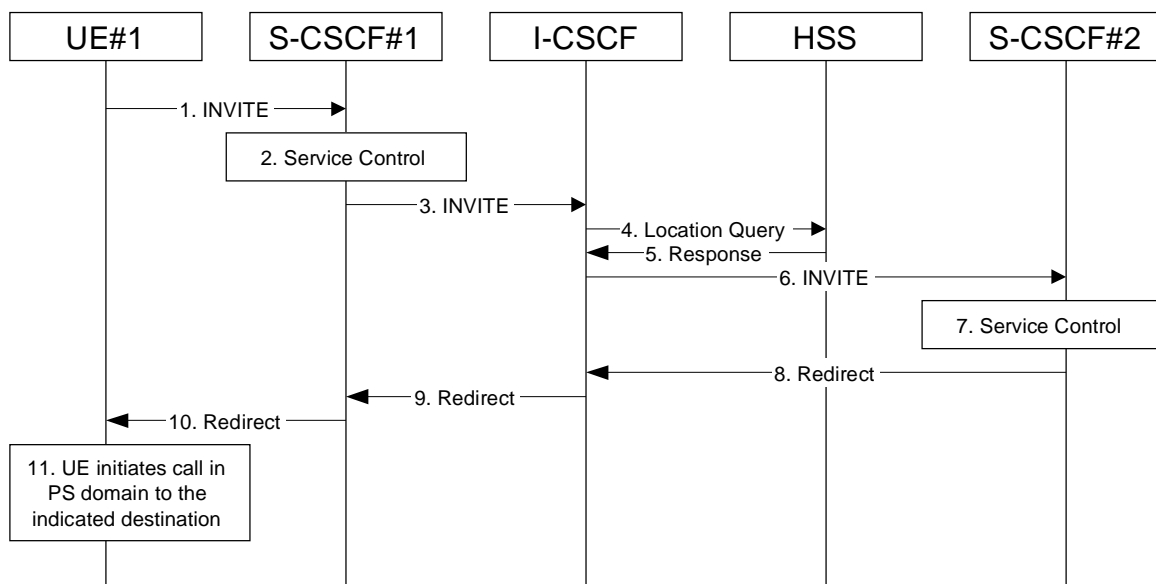 UE#1
S-CSCF#1
I-CSCF
HSS
S-CSCF#2
1. INVITE
2. Service Control
3. INVITE
4. Location Query
5. Response
6. INVITE
7. Service Control
8. Redirect
9. Redirect
10. Redirect
11. UE initiates call in
PS domain to the
indicated destination